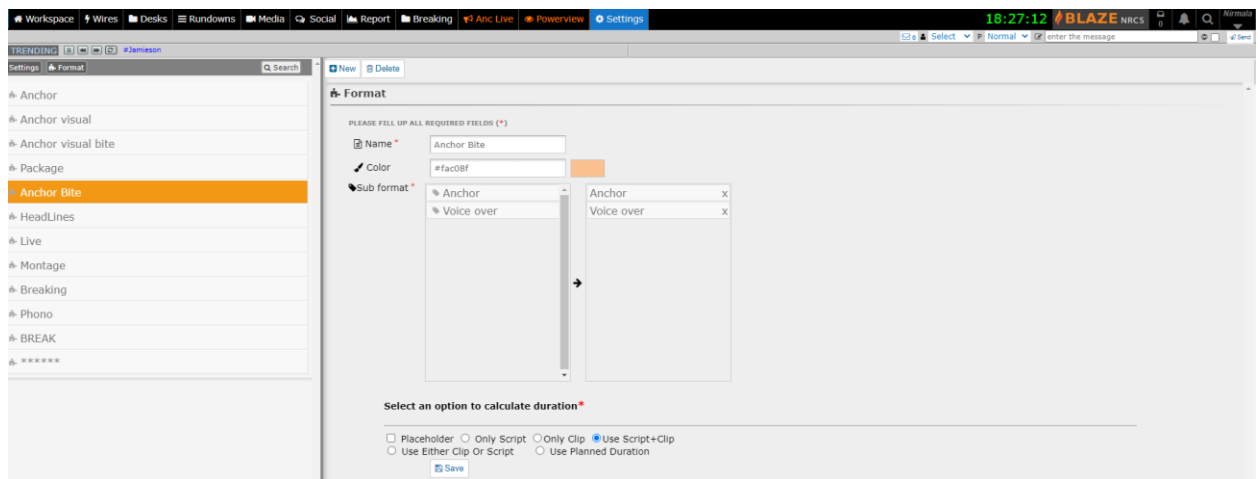 Workspace Wires Desks Rundowns Media Social Report Breaking Anc Live Powerview Settings 18:27:12 BLAZE NRCS 0 Nirmala
0 Select P Normal enter the message Send
TRENDING #Jamieson
Settings Format Search
New Delete
Anchor
Anchor visual
Anchor visual bite
Package
Anchor Bite
HeadLines
Live
Montage
Breaking
Phono
BREAK
******
Format
PLEASE FILL UP ALL REQUIRED FIELDS (*)
Name * Anchor Bite
Color #fac08f
Sub format * Anchor Anchor x
Voice over Voice over x
Select an option to calculate duration*
Placeholder Only Script Only Clip Use Script+Clip
Use Either Clip Or Script Use Planned Duration
Save